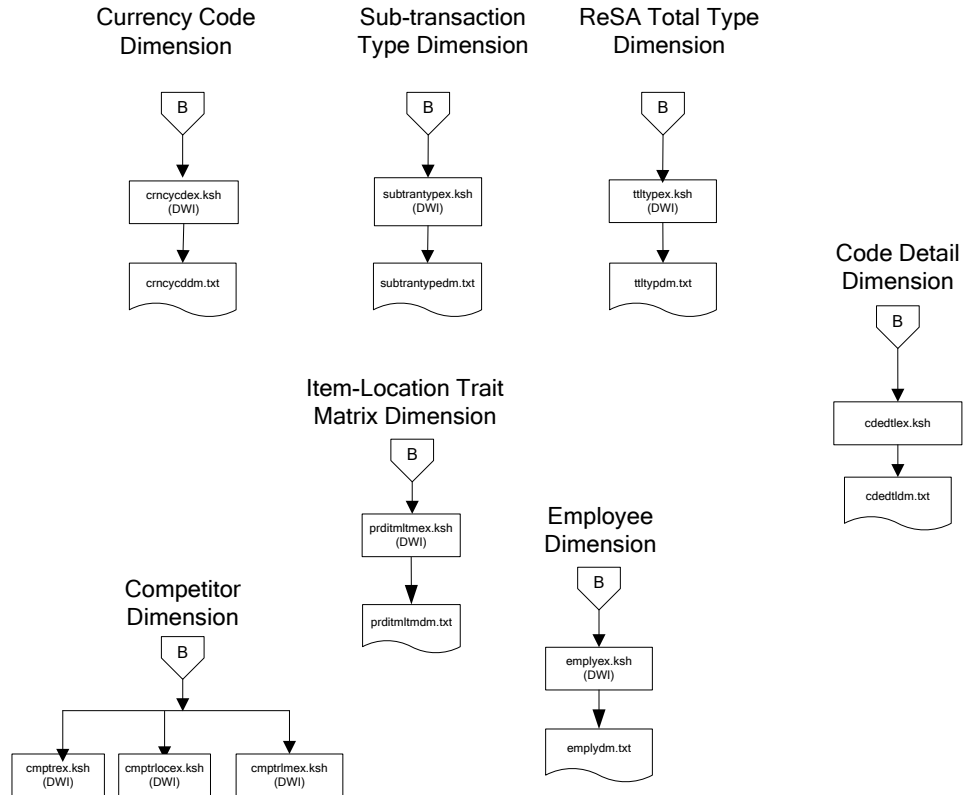 Currency Code
Dimension
B
crncycdex.ksh
(DWI)
crncycddm.txt
Sub-transaction
Type Dimension
B
subtrantypex.ksh
(DWI)
subtrantypedm.txt
ReSA Total Type
Dimension
B
ttltypex.ksh
(DWI)
ttltypdm.txt
Code Detail
Dimension
B
cdedtlex.ksh
cdedtldm.txt
Item-Location Trait
Matrix Dimension
B
prditmltmex.ksh
(DWI)
prditmltmdm.txt
Employee
Dimension
B
emplyex.ksh
(DWI)
emplydm.txt
Competitor
Dimension
B
cmptrex.ksh
(DWI)
cmptrlocex.ksh
(DWI)
cmptrlmex.ksh
(DWI)